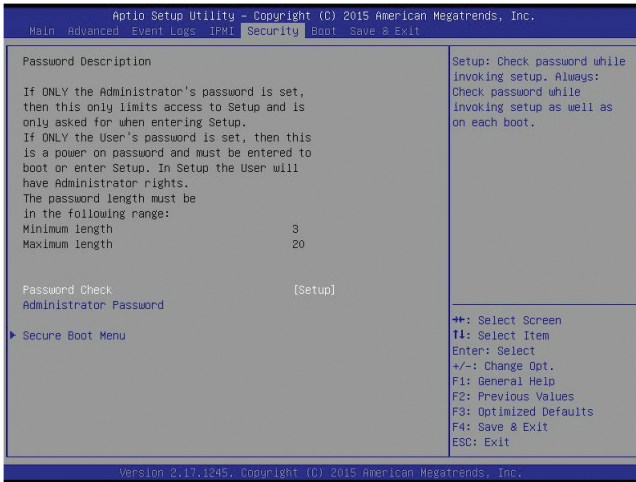 Aptio Setup Utility – Copyright (C) 2015 American Megatrends, Inc.
Main Advanced Event Logs IPMI Security Boot Save & Exit
Password Description
If ONLY the Administrator's password is set,
then this only limits access to Setup and is
only asked for when entering Setup.
If ONLY the User's password is set, then this
is a power on password and must be entered to
boot or enter Setup. In Setup the User will
have Administrator rights.
The password length must be
in the following range:
Minimum length 3
Maximum length 20
Password Check [Setup]
Administrator Password
▶ Secure Boot Menu
Setup: Check password while
invoking setup. Always:
Check password while
invoking setup as well as
on each boot.
→←: Select Screen
↑↓: Select Item
Enter: Select
+/-: Change Opt.
F1: General Help
F2: Previous Values
F3: Optimized Defaults
F4: Save & Exit
ESC: Exit
Version 2.17.1245. Copyright (C) 2015 American Megatrends, Inc.